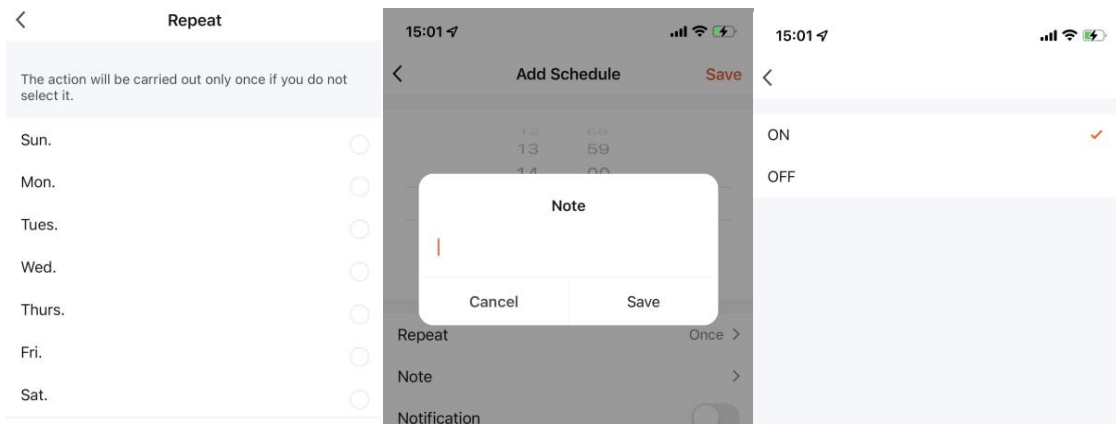 Repeat
The action will be carried out only once if you do not
select it.
Sun.
Mon.
Tues.
Wed.
Thurs.
Fri.
Sat.
15:01
Add Schedule Save
13 59
14 00
Note
Cancel Save
Repeat Once
Note
Notification
15:01
ON
OFF